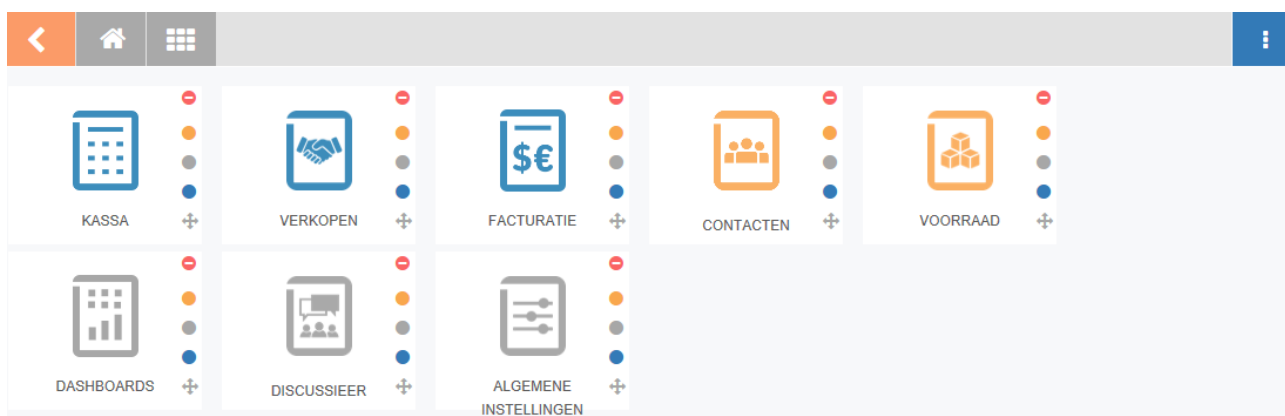 $€
KASSA
VERKOPEN
FACTURATIE
CONTACTEN
VOORRAAD
DASHBOARDS
DISCUSSIEER
ALGEMENE
INSTELLINGEN